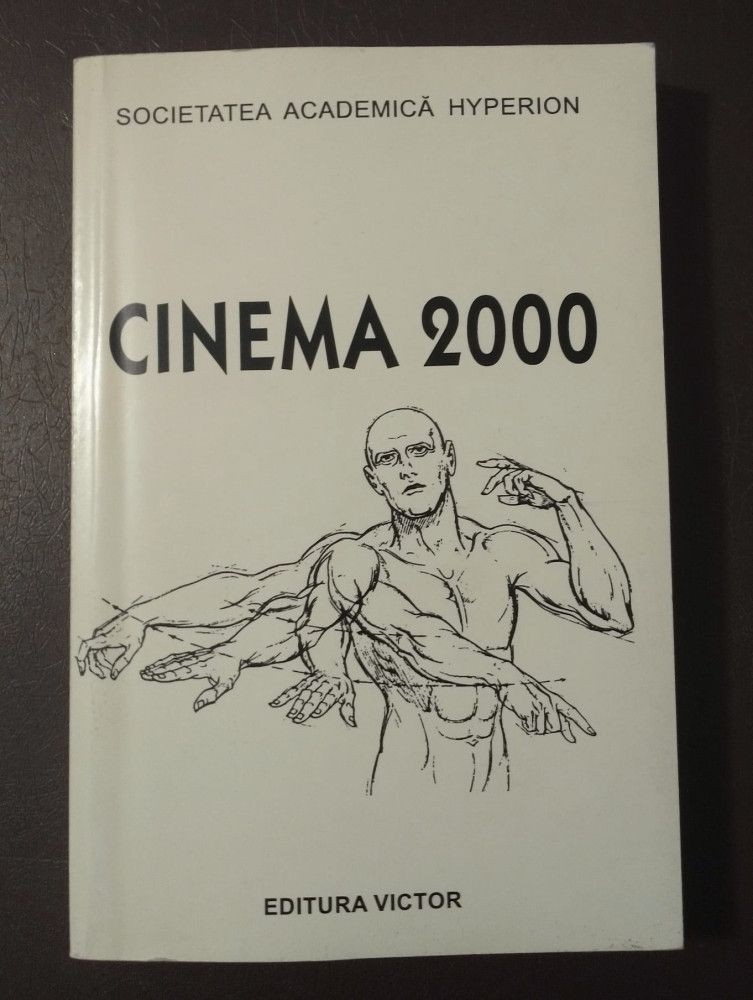 SOCIETATEA ACADEMICĂ HYPERION
CINEMA 2000
EDITURA VICTOR